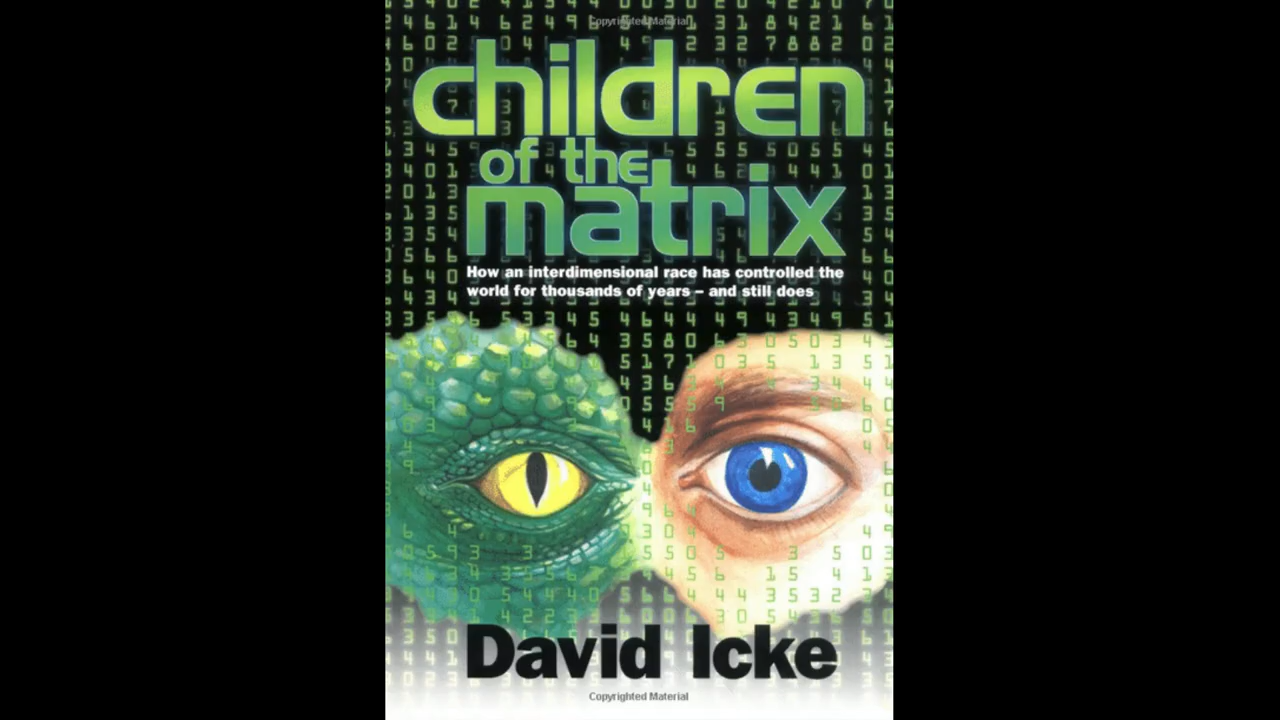 Copyrighted Material
children
of the
matrix
How an interdimensional race has controlled the
world for thousands of years – and still does
David Icke
Copyrighted Material